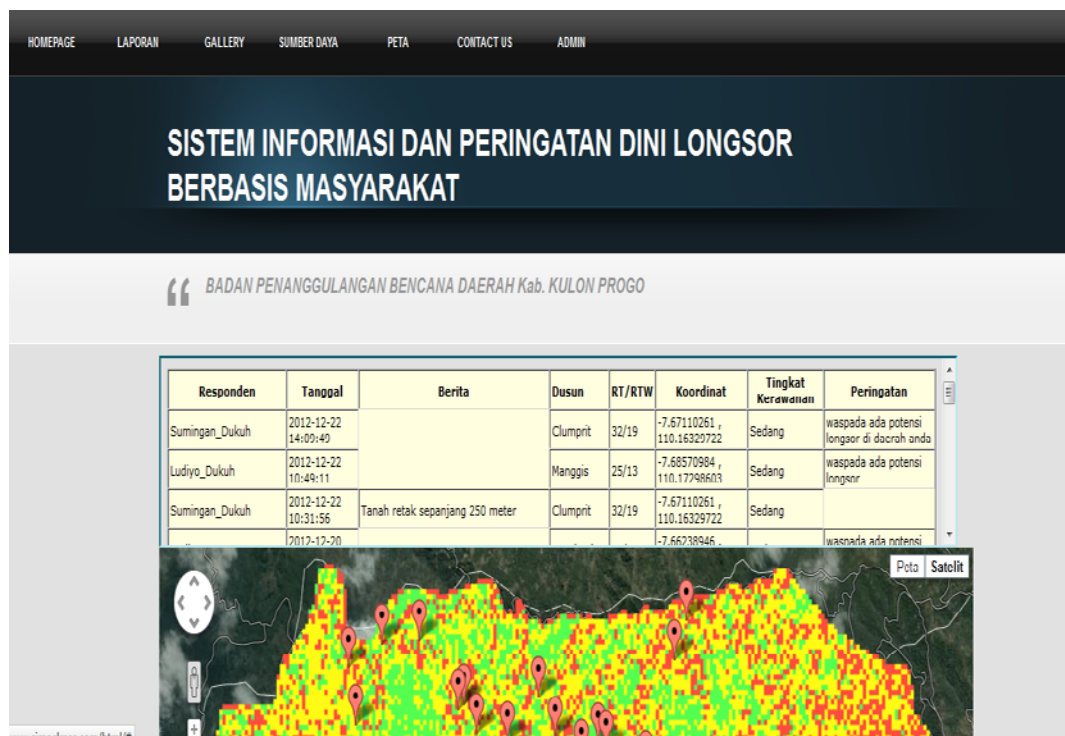 HOMEPAGE LAPORAN GALLERY SUMBER DAYA PETA CONTACT US ADMIN
SISTEM INFORMASI DAN PERINGATAN DINI LONGSOR
BERBASIS MASYARAKAT
BADAN PENANGGULANGAN BENCANA DAERAH Kab. KULON PROGO
Responden Tanggal Berita Dusun RT/RTW Koordinat Tingkat Kerawanan Peringatan
Sumingan_Dukuh 2012-12-22 14:09:49 Clumprit 32/19 -7.67110261 , 110.16329722 Sedang waspada ada potensi longsor di daerah anda
Ludiyo_Dukuh 2012-12-22 10:49:11 Manggis 25/13 -7.68570984 , 110.17298603 Sedang waspada ada potensi longsor
Sumingan_Dukuh 2012-12-22 10:31:56 Tanah retak sepanjang 250 meter Clumprit 32/19 -7.67110261 , 110.16329722 Sedang
2012-12-20 -7.66238946 , waspada ada potensi
Peta Satelit